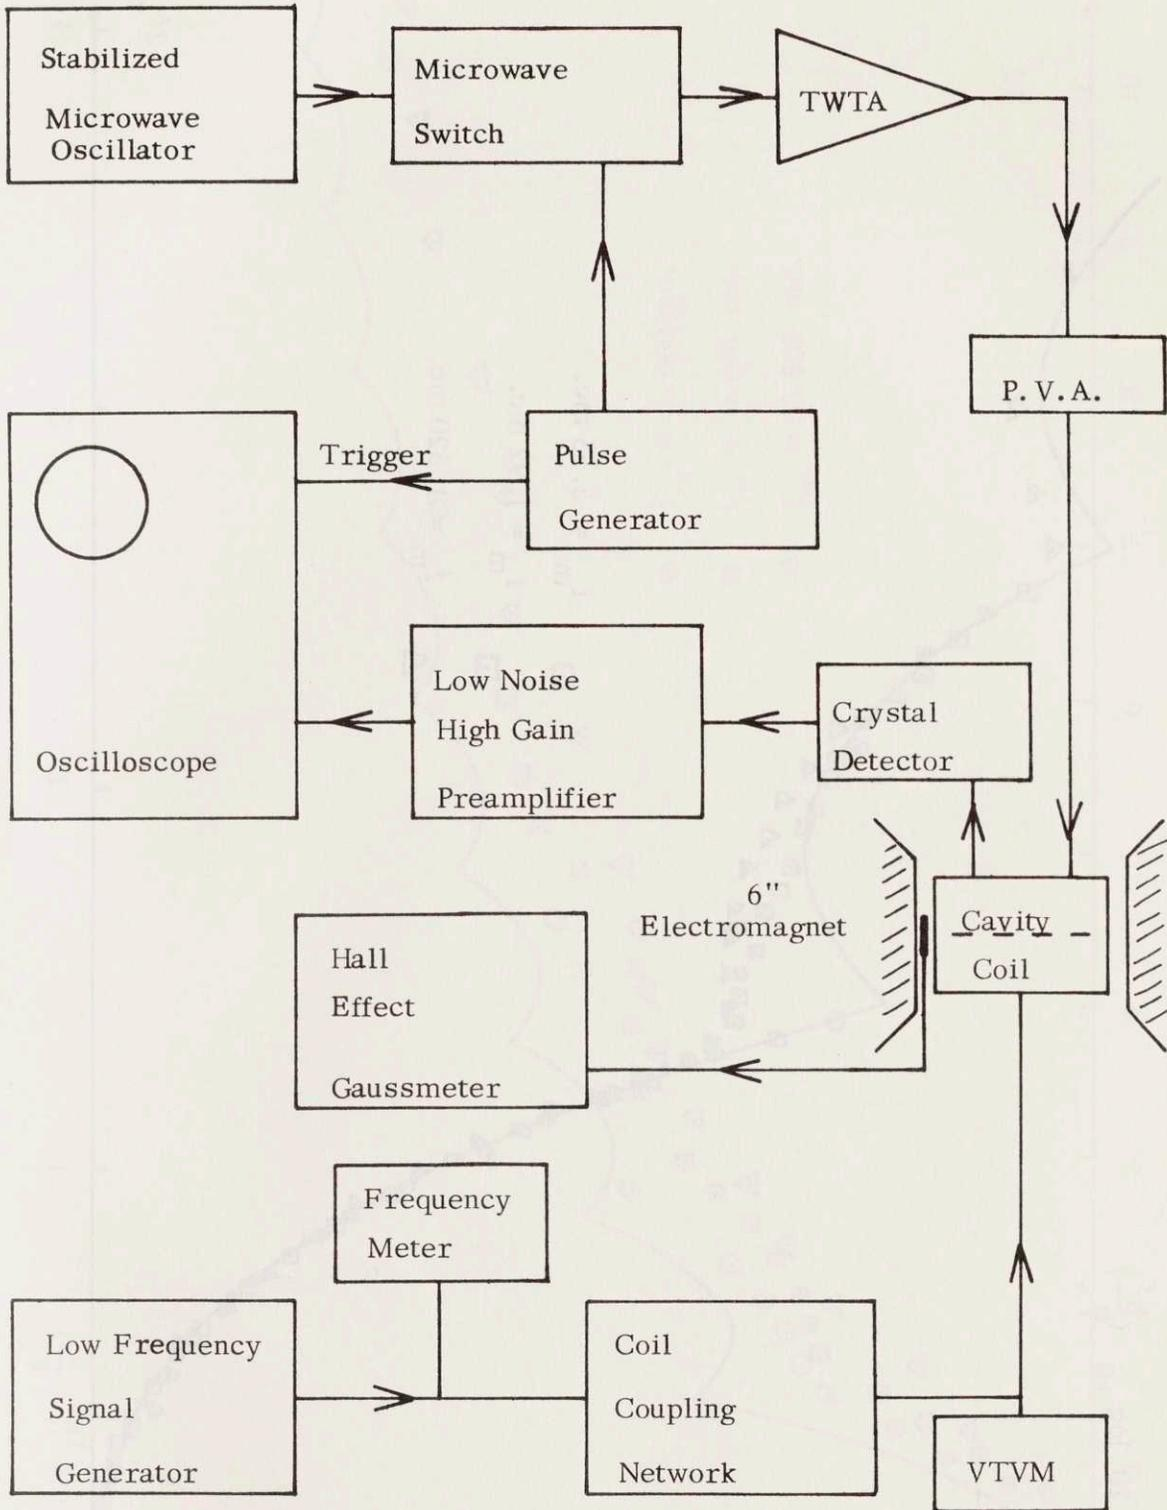 Stabilized
Microwave
Oscillator
Microwave
Switch
TWTA
P. V. A.
Trigger
Pulse
Generator
Oscilloscope
Low Noise
High Gain
Preamplifier
Crystal
Detector
6"
Electromagnet
Cavity
Coil
Hall
Effect
Gaussmeter
Frequency
Meter
Low Frequency
Signal
Generator
Coil
Coupling
Network
VTVM